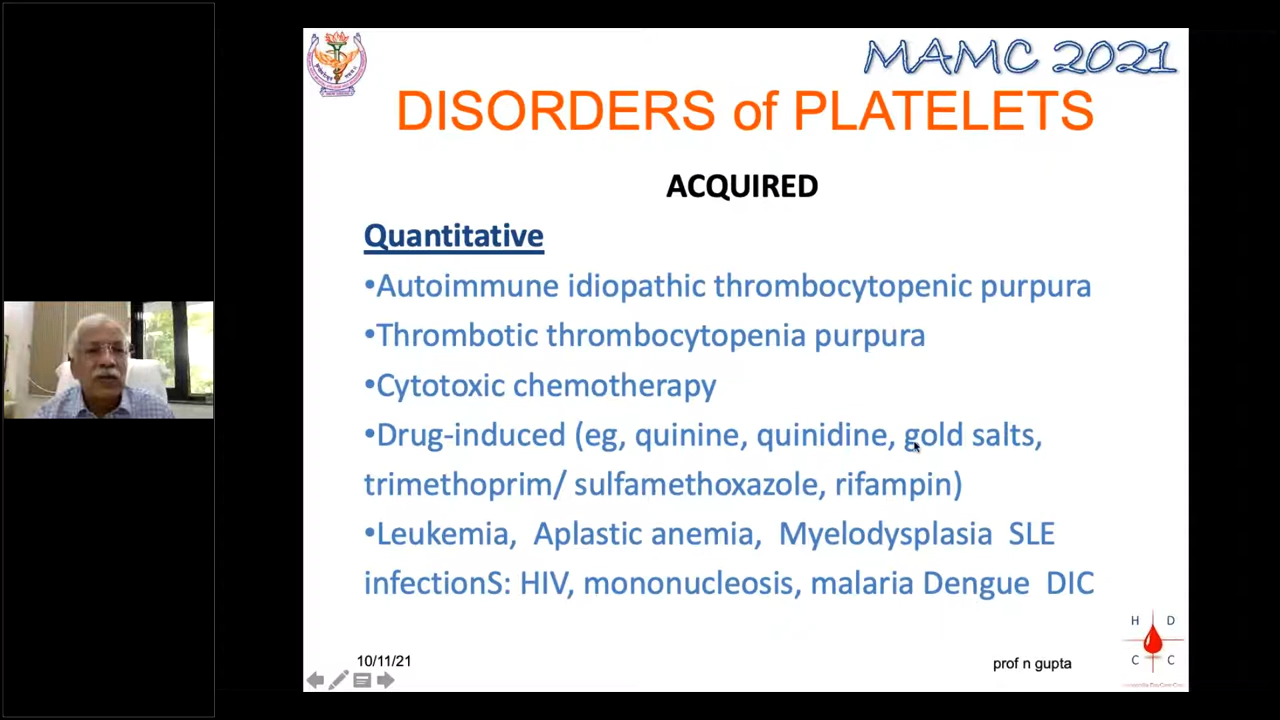 MAMC 2021
DISORDERS of PLATELETS
ACQUIRED
Quantitative
•Autoimmune idiopathic thrombocytopenic purpura
•Thrombotic thrombocytopenia purpura
•Cytotoxic chemotherapy
•Drug-induced (eg, quinine, quinidine, gold salts,
trimethoprim/ sulfamethoxazole, rifampin)
•Leukemia, Aplastic anemia, Myelodysplasia SLE
infectionS: HIV, mononucleosis, malaria Dengue DIC
10/11/21
prof n gupta
H D
C C